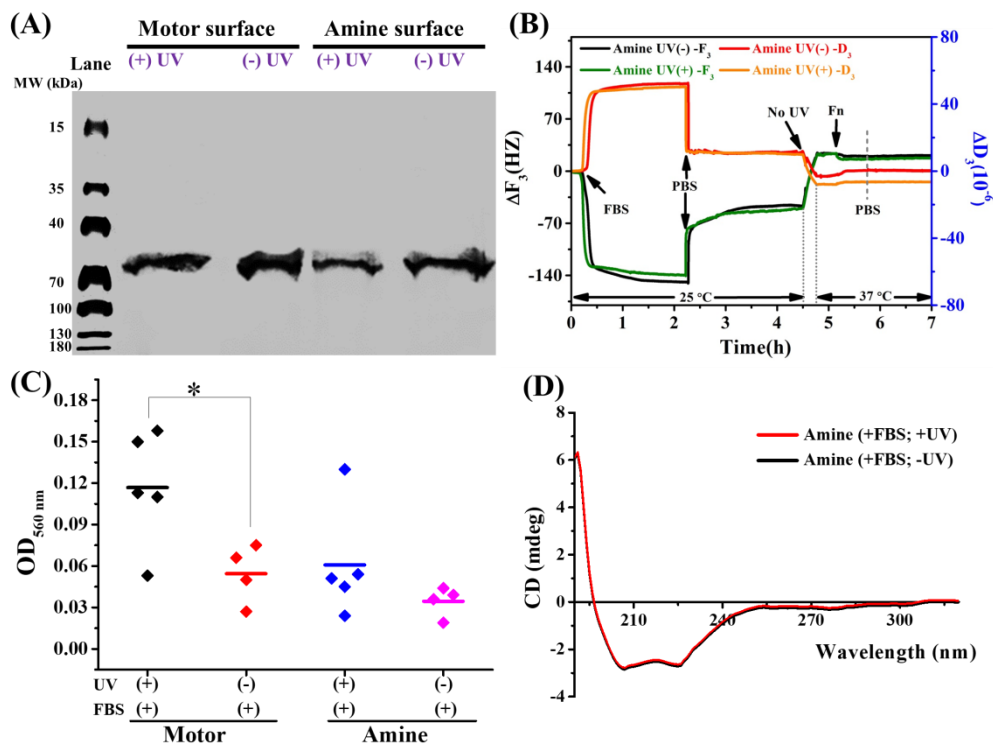 (A)
Motor surface Amine surface
Lane (+) UV (-) UV (+) UV (-) UV
MW (kDa)
15
35
40
70
100
130
180
(B)
Amine UV(-) -F3 Amine UV(-) -D3
Amine UV(+) -F3 Amine UV(+) -D3
140
70
0
-70
-140
ΔF3(HZ)
80
40
0
-40
-80
ΔD3(10-6)
No UV Fn
FBS PBS PBS
25 °C 37 °C
0 1 2 3 4 5 6 7
Time(h)
(C)
*
0.18
0.15
0.12
0.09
0.06
0.03
0.00
OD560 nm
UV (+) (-) (+) (-)
FBS (+) (+) (+) (+)
Motor Amine
(D)
Amine (+FBS; +UV)
Amine (+FBS; -UV)
8
6
4
2
0
-2
-4
CD (mdeg)
210 240 270 300
Wavelength (nm)